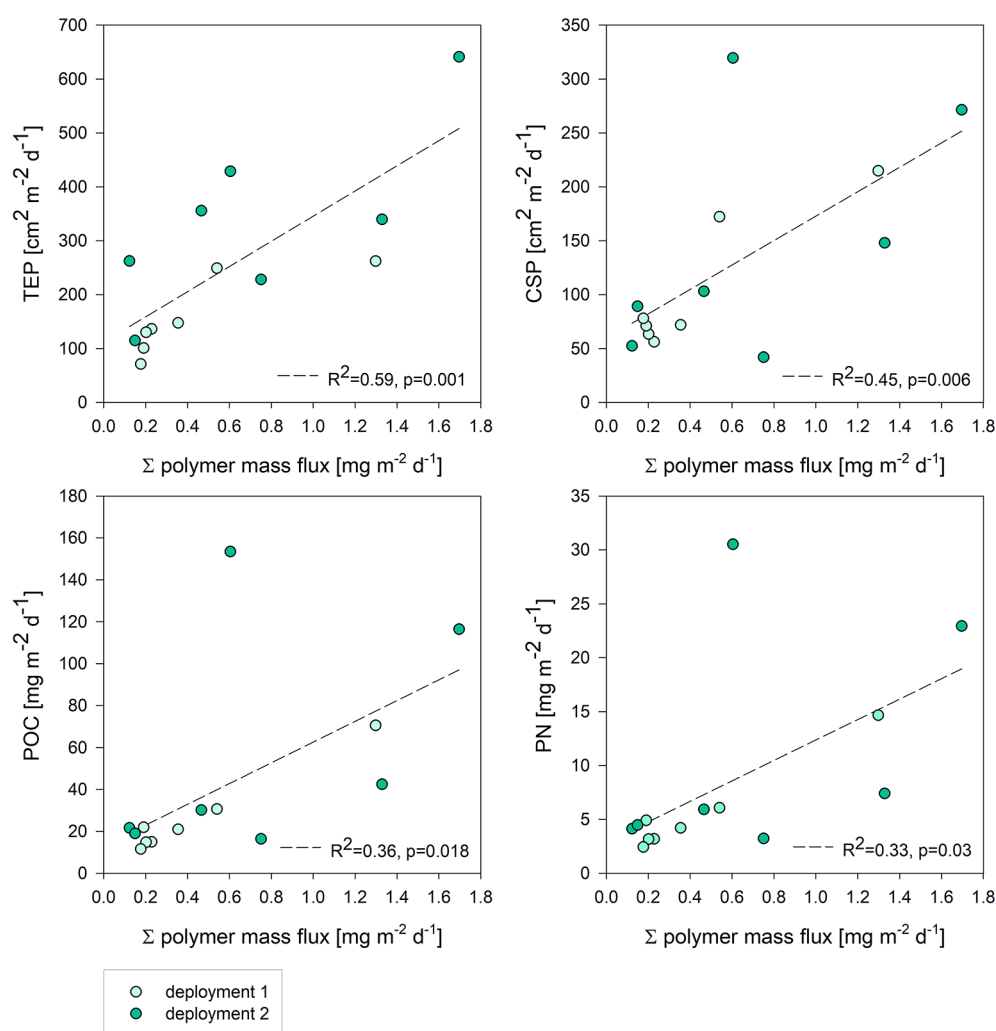 700
600
500
400
300
200
100
0
TEP [cm² m⁻² d⁻¹]
R²=0.59, p=0.001
0.0 0.2 0.4 0.6 0.8 1.0 1.2 1.4 1.6 1.8
Σ polymer mass flux [mg m⁻² d⁻¹]
350
300
250
200
150
100
50
0
CSP [cm² m⁻² d⁻¹]
R²=0.45, p=0.006
0.0 0.2 0.4 0.6 0.8 1.0 1.2 1.4 1.6 1.8
Σ polymer mass flux [mg m⁻² d⁻¹]
180
160
140
120
100
80
60
40
20
0
POC [mg m⁻² d⁻¹]
R²=0.36, p=0.018
0.0 0.2 0.4 0.6 0.8 1.0 1.2 1.4 1.6 1.8
Σ polymer mass flux [mg m⁻² d⁻¹]
35
30
25
20
15
10
5
0
PN [mg m⁻² d⁻¹]
R²=0.33, p=0.03
0.0 0.2 0.4 0.6 0.8 1.0 1.2 1.4 1.6 1.8
Σ polymer mass flux [mg m⁻² d⁻¹]
deployment 1
deployment 2